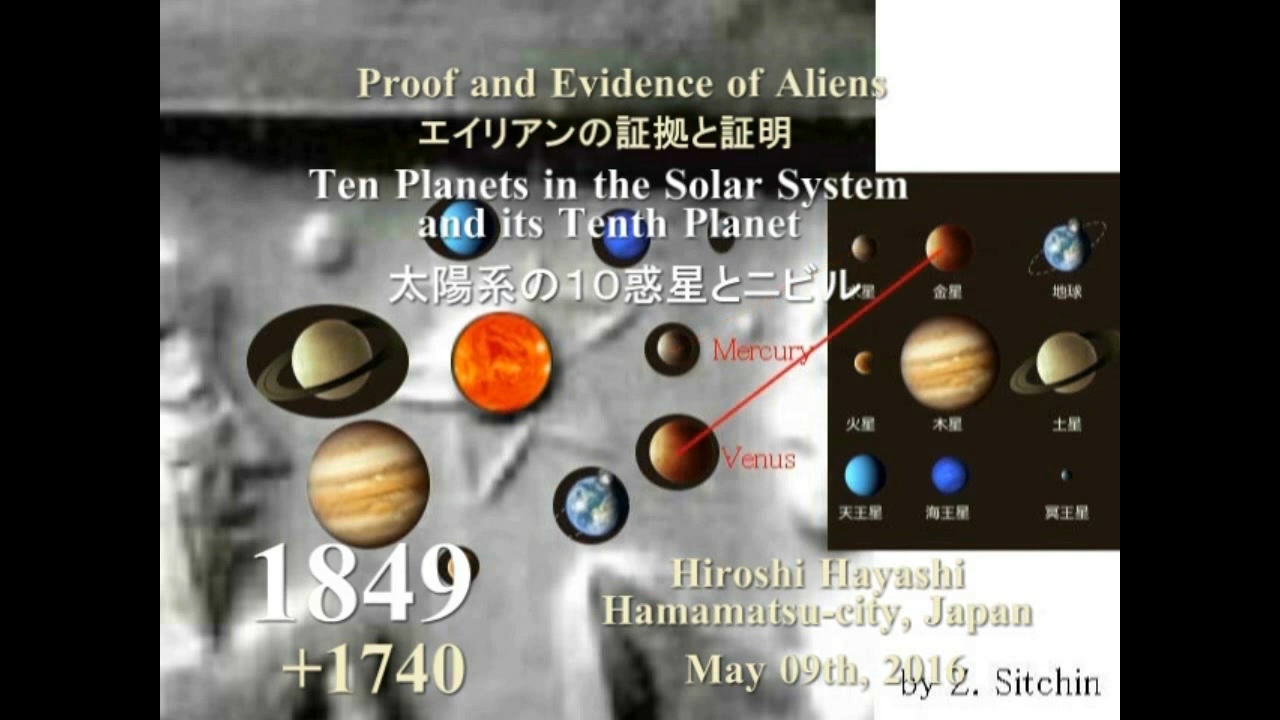 Proof and Evidence of Aliens
エイリアンの証拠と証明
Ten Planets in the Solar System
and its Tenth Planet
太陽系の10惑星とニビル
星
金星
地球
Mercury
火星
木星
土星
Venus
天王星
海王星
冥王星
1849
+1740
Hiroshi Hayashi
Hamamatsu-city, Japan
May 09th, 2016
by Z. Sitchin